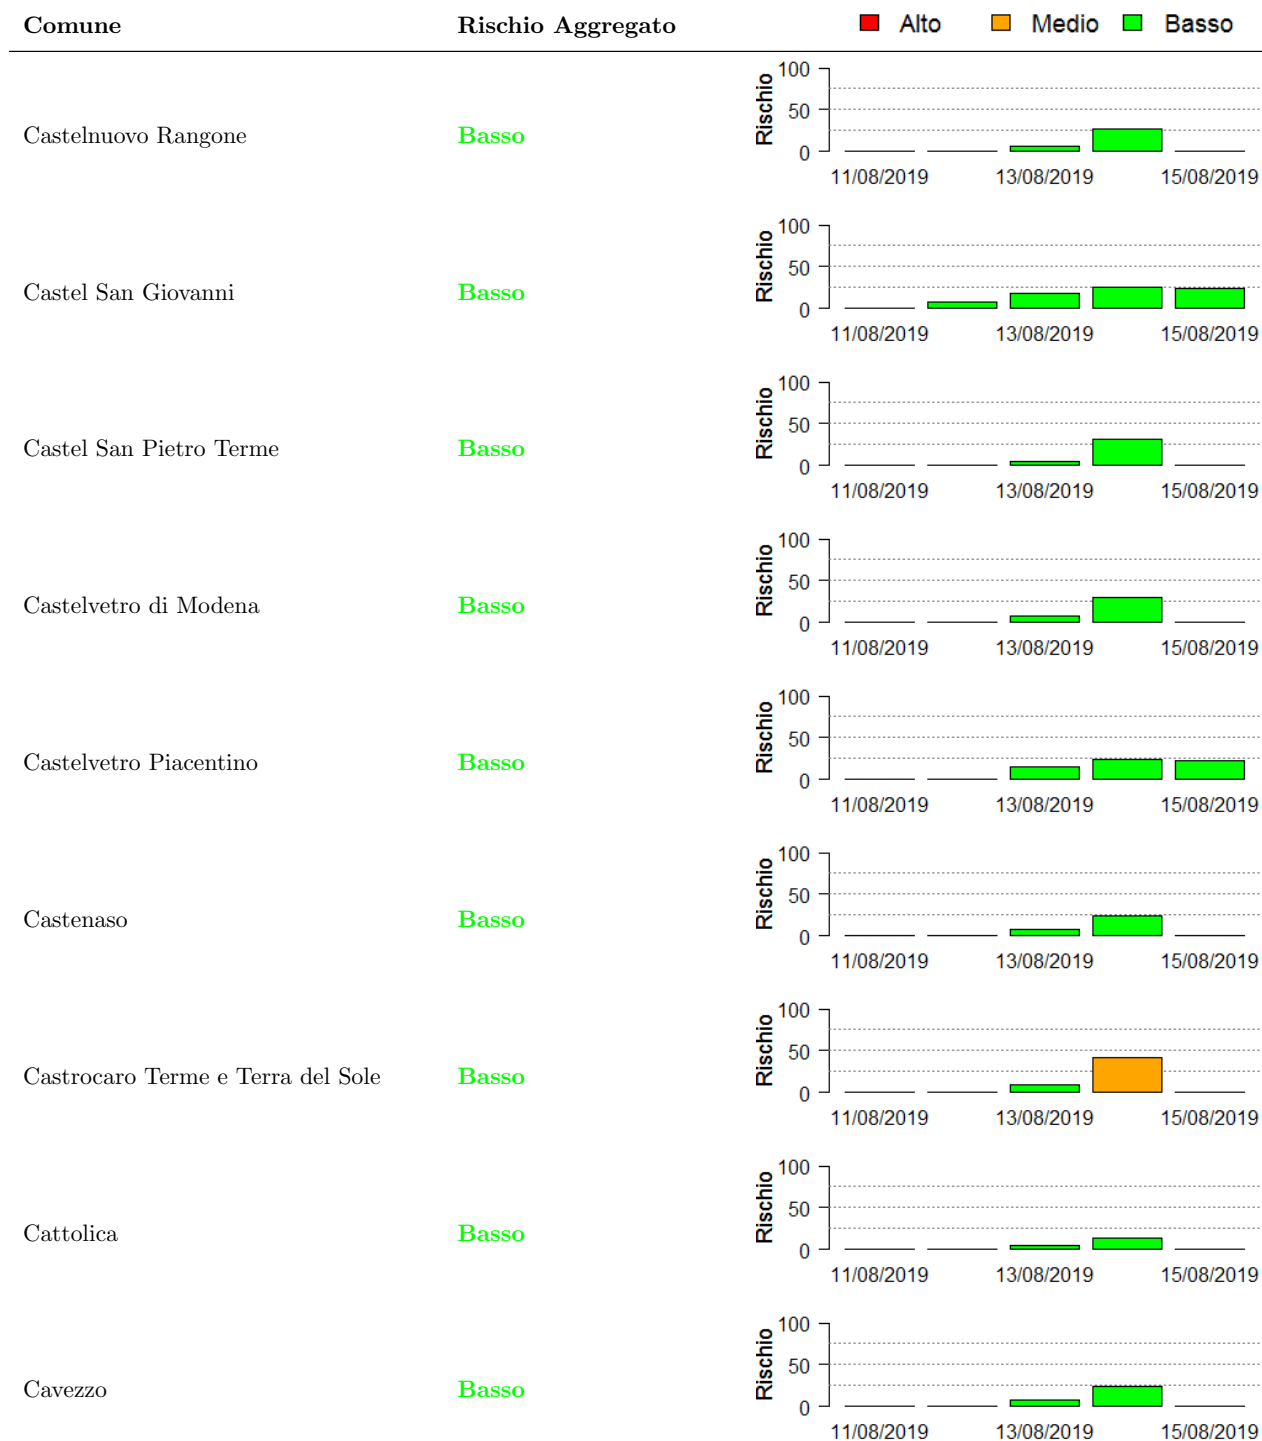 Comune Rischio Aggregato Alto Medio Basso
100
50
0
Rischio
Castelnuovo Rangone Basso
11/08/2019 13/08/2019 15/08/2019
100
50
0
Rischio
Castel San Giovanni Basso
11/08/2019 13/08/2019 15/08/2019
100
50
0
Rischio
Castel San Pietro Terme Basso
11/08/2019 13/08/2019 15/08/2019
100
50
0
Rischio
Castelvetro di Modena Basso
11/08/2019 13/08/2019 15/08/2019
100
50
0
Rischio
Castelvetro Piacentino Basso
11/08/2019 13/08/2019 15/08/2019
100
50
0
Rischio
Castenaso Basso
11/08/2019 13/08/2019 15/08/2019
100
50
0
Rischio
Castrocaro Terme e Terra del Sole Basso
11/08/2019 13/08/2019 15/08/2019
100
50
0
Rischio
Cattolica Basso
11/08/2019 13/08/2019 15/08/2019
100
50
0
Rischio
Cavezzo Basso
11/08/2019 13/08/2019 15/08/2019